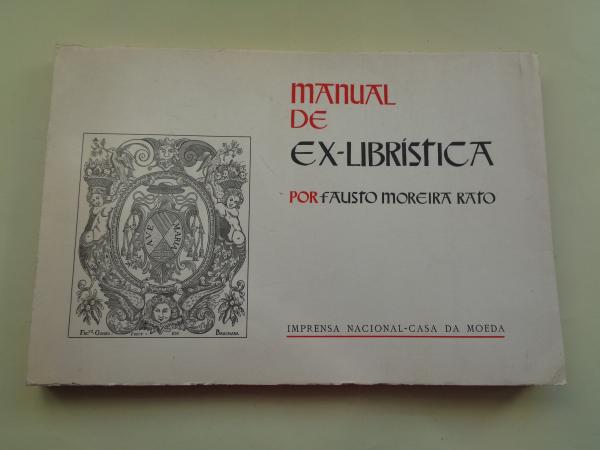 MANUAL
DE
EX-LIBRÍSTICA
POR FAUSTO MOREIRA RATO
AVE
MARIA
IMPRENSA NACIONAL-CASA DA MOEDA